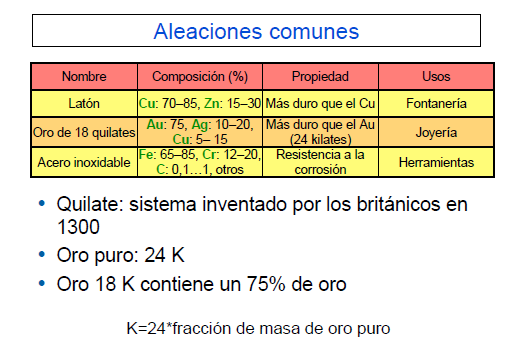 Aleaciones comunes
Nombre Composición (%) Propiedad Usos
Latón Cu: 70–85, Zn: 15–30 Más duro que el Cu Fontanería
Oro de 18 quilates Au: 75, Ag: 10–20, Cu: 5– 15 Más duro que el Au (24 kilates) Joyería
Acero inoxidable Fe: 65–85, Cr: 12–20, C: 0,1…1, otros Resistencia a la corrosión Herramientas
• Quilate: sistema inventado por los británicos en
1300
• Oro puro: 24 K
• Oro 18 K contiene un 75% de oro
K=24*fracción de masa de oro puro